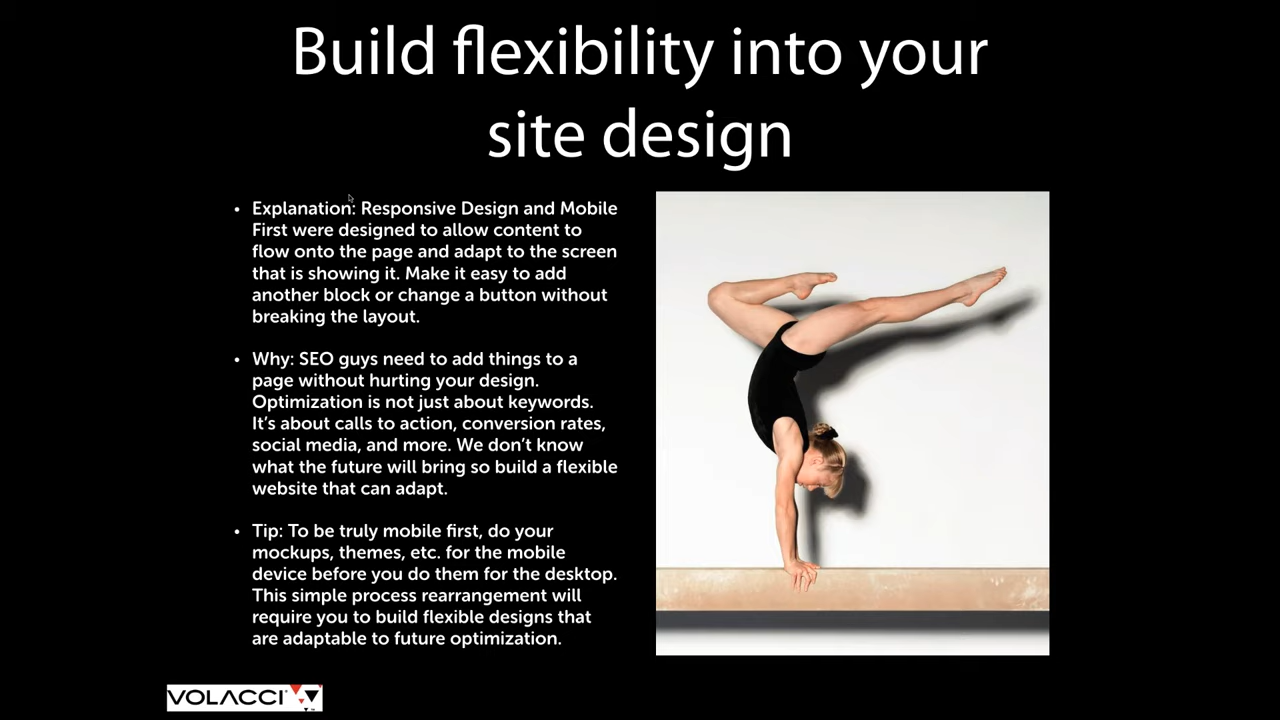 Build flexibility into your
site design
• Explanation: Responsive Design and Mobile
First were designed to allow content to
flow onto the page and adapt to the screen
that is showing it. Make it easy to add
another block or change a button without
breaking the layout.
• Why: SEO guys need to add things to a
page without hurting your design.
Optimization is not just about keywords.
It’s about calls to action, conversion rates,
social media, and more. We don’t know
what the future will bring so build a flexible
website that can adapt.
• Tip: To be truly mobile first, do your
mockups, themes, etc. for the mobile
device before you do them for the desktop.
This simple process rearrangement will
require you to build flexible designs that
are adaptable to future optimization.
VOLACCI